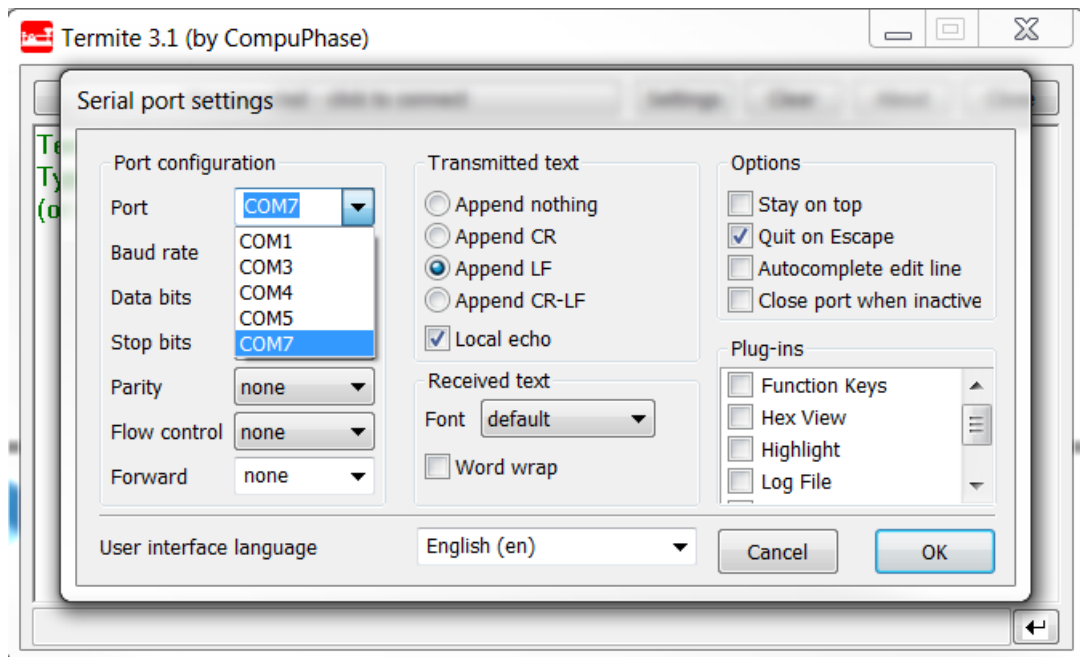 Termite 3.1 (by CompuPhase)
Serial port settings
Port configuration
Port
COM7
COM1
COM3
COM4
COM5
COM7
Baud rate
Data bits
Stop bits
Parity
none
Flow control
none
Forward
none
Transmitted text
Append nothing
Append CR
Append LF
Append CR-LF
Local echo
Received text
Font
default
Word wrap
Options
Stay on top
Quit on Escape
Autocomplete edit line
Close port when inactive
Plug-ins
Function Keys
Hex View
Highlight
Log File
User interface language
English (en)
Cancel
OK